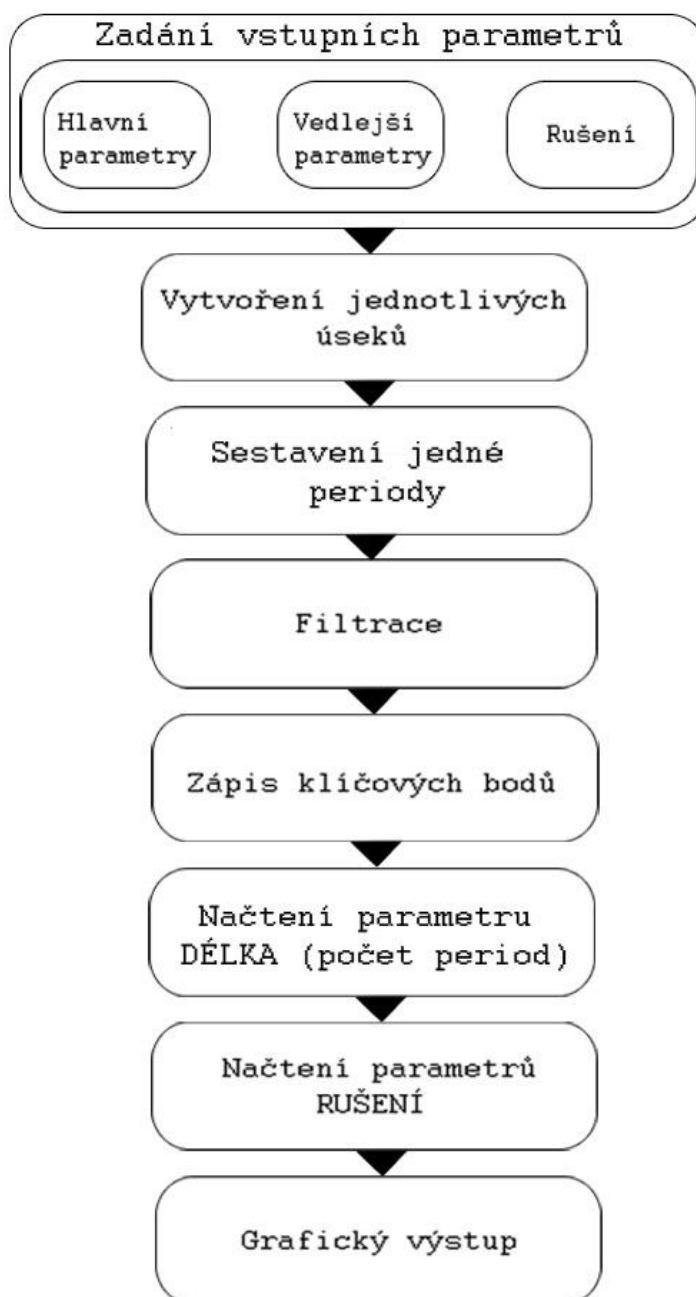 Zadání vstupních parametrů
Hlavní
parametry
Vedlejší
parametry
Rušení
Vytvoření jednotlivých
úseků
Sestavení jedné
periody
Filtrace
Zápis klíčových bodů
Načtení parametru
DÉLKA (počet period)
Načtení parametrů
RUŠENÍ
Grafický výstup